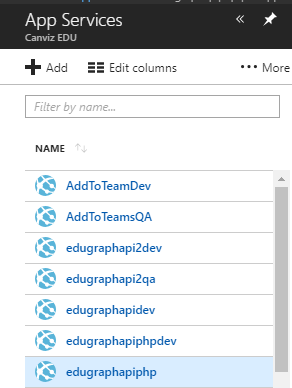 App Services
Canviz EDU
Add Edit columns More
Filter by name...
NAME
AddToTeamDev
AddToTeamsQA
edugraphapi2dev
edugraphapi2qa
edugraphapidev
edugraphapiphpdev
edugraphapiphp